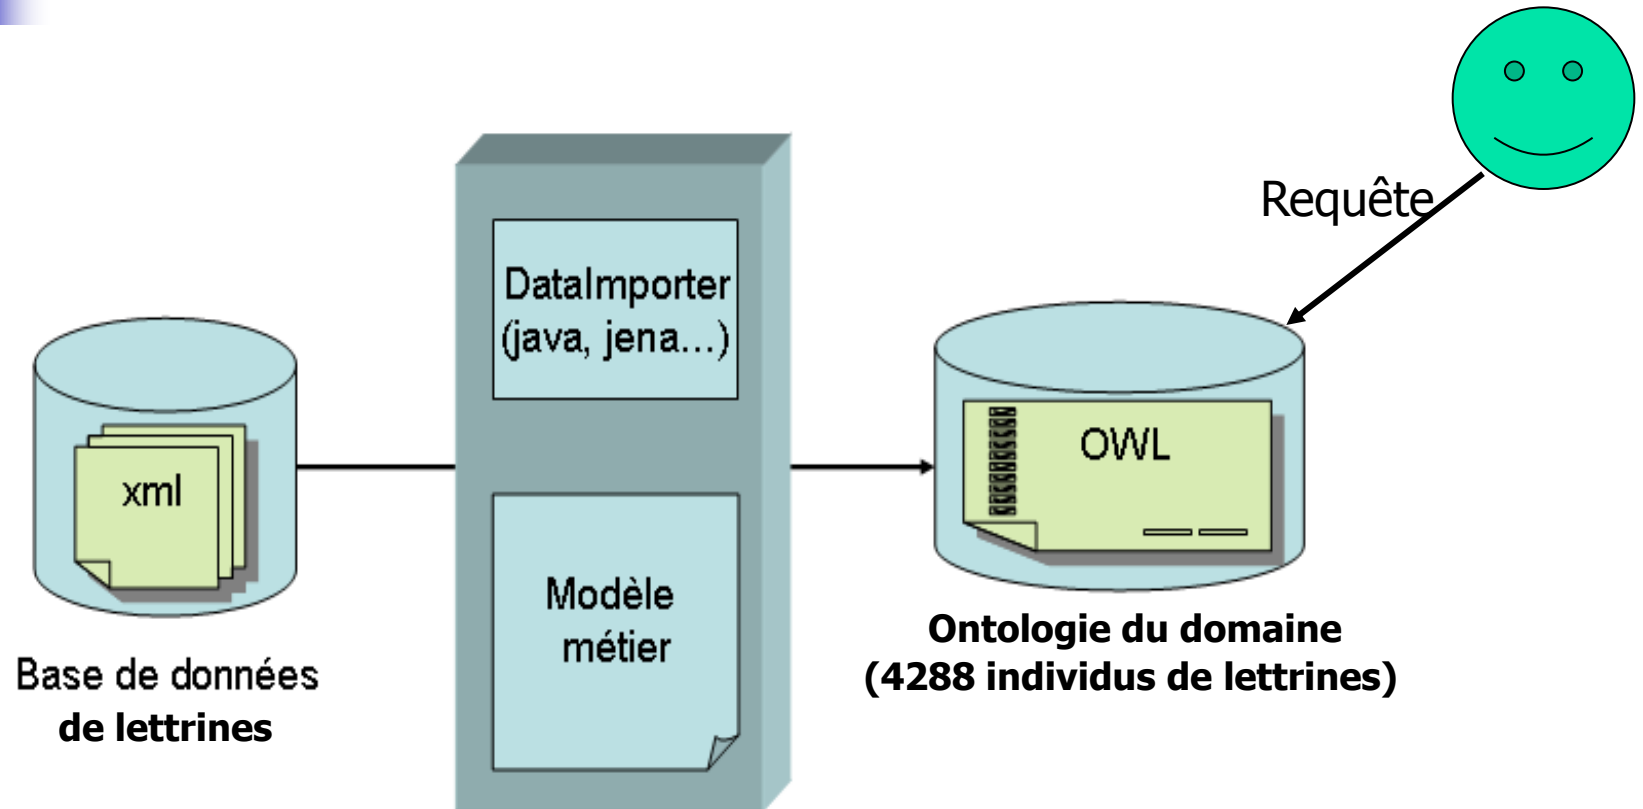 Requête
DataImporter
(java, jena...)
xml
OWL
Modèle
métier
Base de données
de lettrines
Ontologie du domaine
(4288 individus de lettrines)